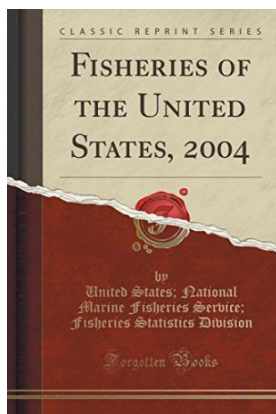 CLASSIC REPRINT SERIES
FISHERIES OF
THE UNITED
STATES, 2004
by
United States; National
Marine Fisheries Service;
Fisheries Statistics Division
Forgotten Books